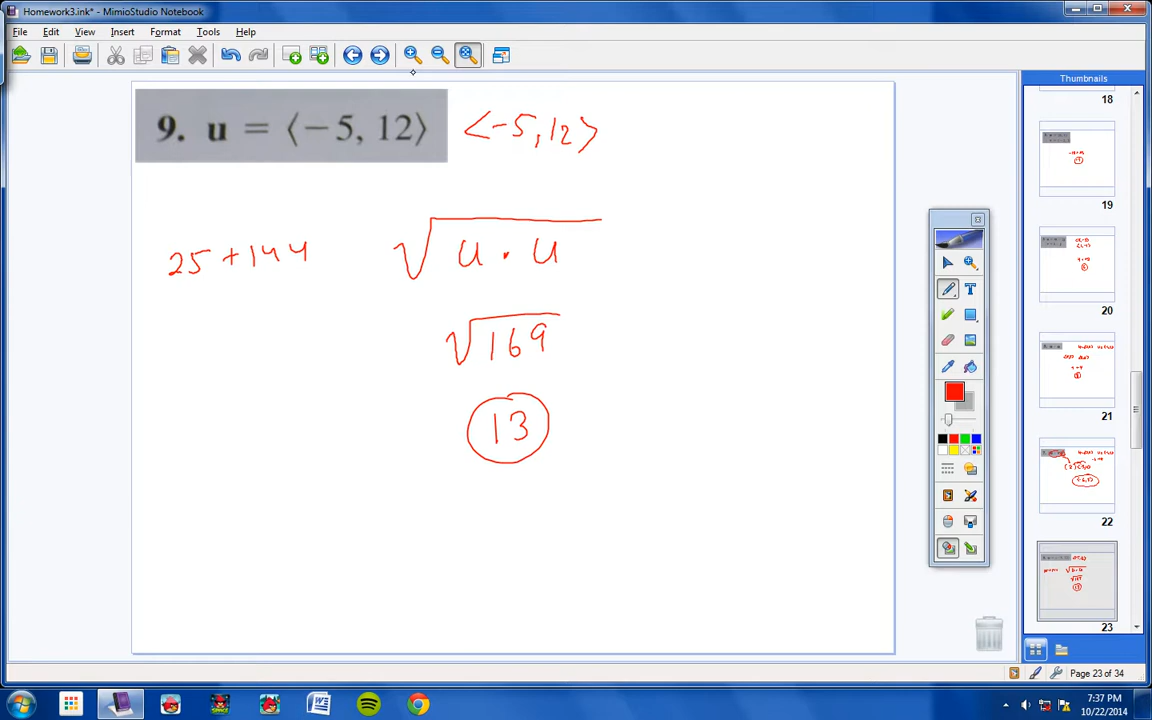 Homework3.ink* - MimioStudio Notebook
File Edit View Insert Format Tools Help
Thumbnails
9. u = ⟨−5, 12⟩ <-5,12>
25+144 √u · u
√169
13
18
19
20
21
22
23
Page 23 of 34
7:37 PM
10/22/2014